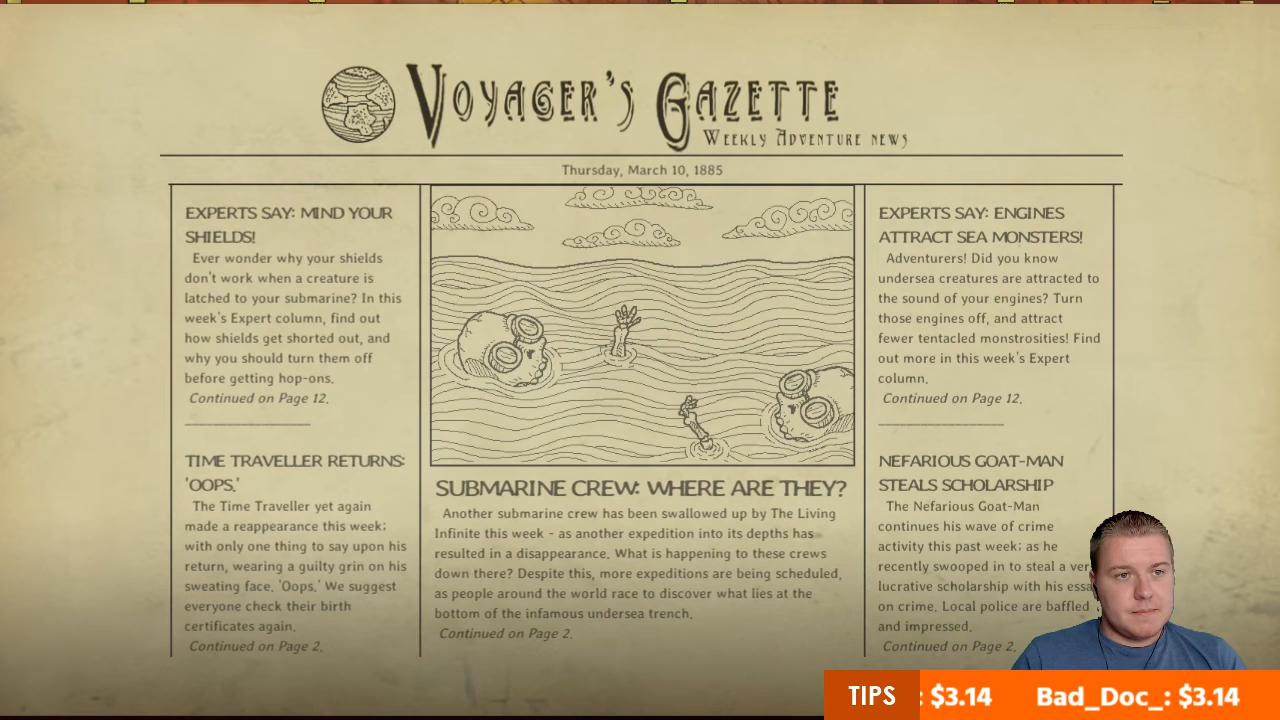 VOYAGER'S GAZETTE
WEEKLY ADVENTURE NEWS
Thursday, March 10, 1885
EXPERTS SAY: MIND YOUR
SHIELDS!
Ever wonder why your shields
don't work when a creature is
latched to your submarine? In this
week's Expert column, find out
how shields get shorted out, and
why you should turn them off
before getting hop-ons.
Continued on Page 12.
TIME TRAVELLER RETURNS:
'OOPS.'
The Time Traveller yet again
made a reappearance this week;
with only one thing to say upon his
return, wearing a guilty grin on his
sweating face. 'Oops.' We suggest
everyone check their birth
certificates again.
Continued on Page 2.
SUBMARINE CREW: WHERE ARE THEY?
Another submarine crew has been swallowed up by The Living
Infinite this week - as another expedition into its depths has
resulted in a disappearance. What is happening to these crews
down there? Despite this, more expeditions are being scheduled,
as people around the world race to discover what lies at the
bottom of the infamous undersea trench.
Continued on Page 2.
EXPERTS SAY: ENGINES
ATTRACT SEA MONSTERS!
Adventurers! Did you know
undersea creatures are attracted to
the sound of your engines? Turn
those engines off, and attract
fewer tentacled monstrosities! Find
out more in this week's Expert
column.
Continued on Page 12.
NEFARIOUS GOAT-MAN
STEALS SCHOLARSHIP
The Nefarious Goat-Man
continues his wave of crime
activity this past week; as he
recently swooped in to steal a
lucrative scholarship with his
on crime. Local police are baffled
and impressed.
Continued on Page 2.
TIPS : $3.14 Bad_Doc_: $3.14